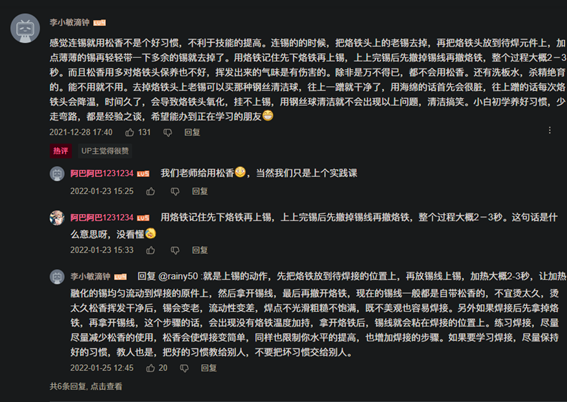 李小敏滴钟 LV5
感觉连锡就用松香不是个好习惯，不利于技能的提高。连锡的的时候，把烙铁头上的老锡去掉，再把烙铁头放到待焊元件上，加
点薄薄的锡再轻轻带一下多余的锡就去掉了。用烙铁记住先下烙铁再上锡，上上完锡后先撤掉锡线再撤烙铁，整个过程大概2－3
秒。而且松香用多对烙铁头保养也不好，挥发出来的气味是有伤害的。除非是万不得已，都不会用松香。还有洗板水，杀精绝育
的。能不用就不用。去掉烙铁头上老锡可以买那种钢丝清洁球，往上一蹭就干净了，用海绵的话首先会很脏，往上蹭的话每次烙
铁头会降温，时间久了，会导致烙铁头氧化，挂不上锡，用钢丝球清洁就不会出现以上问题，清洁搞笑。小白初学养好习惯，少
走弯路，都是经验之谈，希望能办到正在学习的朋友😁
2021-12-28 17:40 131 回复
热评 UP主觉得很赞
阿巴阿巴1231234 LV5 我们老师给用松香，当然我们只是上个实践课
2022-01-23 15:25 回复
阿巴阿巴1231234 LV5 用烙铁记住先下烙铁再上锡，上上完锡后先撤掉锡线再撤烙铁，整个过程大概2－3秒。这句话是什
么意思呀，没看懂
2022-01-23 15:33 回复
李小敏滴钟 LV5 回复 @rainy50 :就是上锡的动作，先把烙铁放到焊接的位置上，再放锡线上锡，加热大概2-3秒，让加热
融化的锡均匀流动到焊接的原件上，然后拿开锡线，最后再撤开烙铁，现在的锡线一般都是自带松香的，不宜烫太久，烫
太久松香挥发干净后，锡会变老，流动性变差，焊点不光滑粗糙不饱满，既不美观也容易焊接。另外如果焊接后先拿掉烙
铁，再拿开锡线，这个步骤的话，会出现没有烙铁温度加持，拿开烙铁后，锡线就会粘在焊接的位置上。练习焊接，尽量
尽量减少松香的使用，松香会使焊接变简单，同样也限制你水平的提高，也增加焊接的步骤。如果要学习焊接，尽量保持
好的习惯，教人也是，把好的习惯教给别人，不要把坏习惯交给别人。
2022-01-25 12:45 20 回复
共6条回复, 点击查看